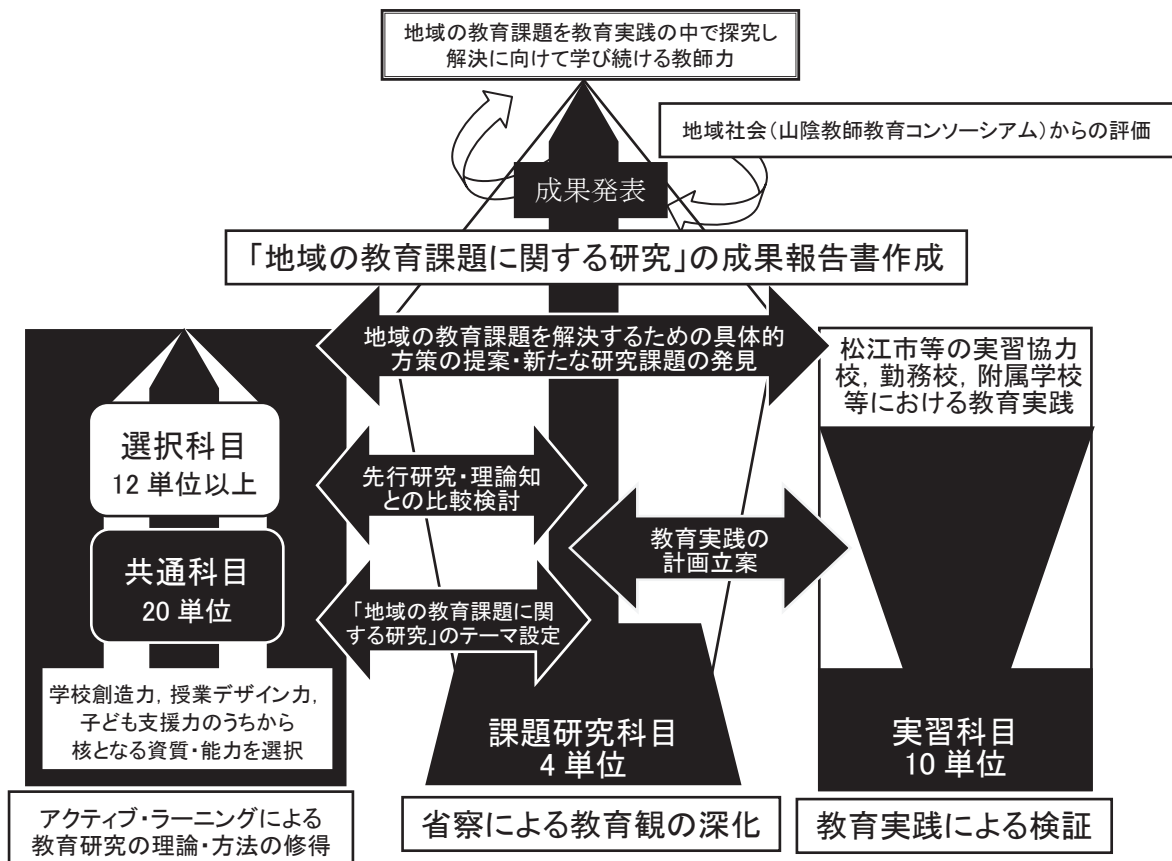 地域の教育課題を教育実践の中で探究し
解決に向けて学び続ける教師力
地域社会(山陰教師教育コンソーシアム)からの評価
成果発表
「地域の教育課題に関する研究」の成果報告書作成
地域の教育課題を解決するための具体的
方策の提案・新たな研究課題の発見
松江市等の実習協力
校，勤務校，附属学校
等における教育実践
選択科目
12 単位以上
先行研究・理論知
との比較検討
教育実践の
計画立案
共通科目
20 単位
「地域の教育課題に関
する研究」のテーマ設定
学校創造力，授業デザイン力，
子ども支援力のうちから
核となる資質・能力を選択
課題研究科目
4 単位
実習科目
10 単位
アクティブ・ラーニングによる
教育研究の理論・方法の修得
省察による教育観の深化
教育実践による検証